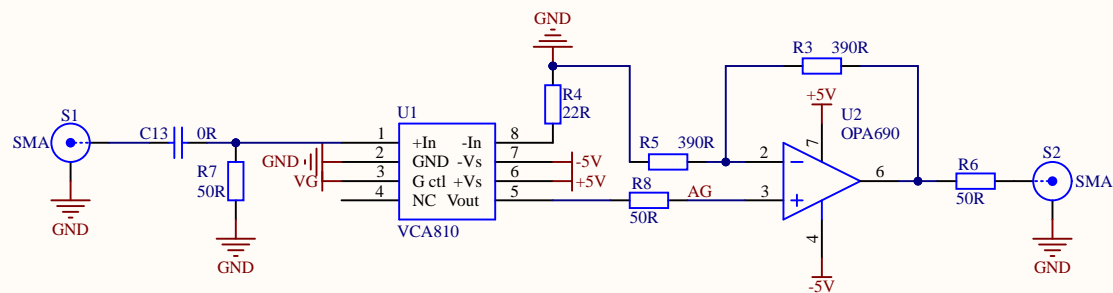 GND
R3 390R
+5V
U2
OPA690
R4
22R
U1
S1
SMA
C13 0R
R7
50R
GND
GND
1 +In -In 8
GND 2 GND -Vs 7 -5V
VG 3 G ctl +Vs 6 +5V
4 NC Vout 5
VCA810
R5 390R
R8 AG
50R
2
3
7
6
4
-5V
R6
50R
S2
SMA
GND